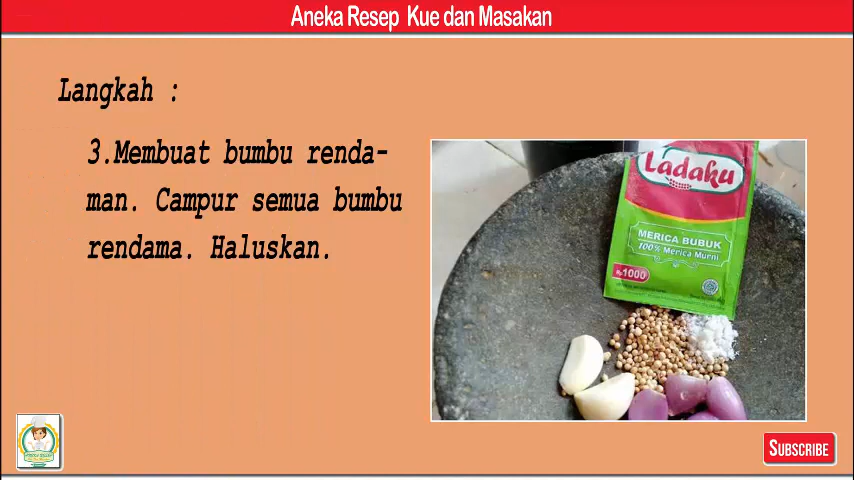 Aneka Resep Kue dan Masakan
Langkah :
3.Membuat bumbu renda-
man. Campur semua bumbu
rendama. Haluskan.
Ladaku
MERICA BUBUK
100% Merica Murni
Rp1000
SUBSCRIBE